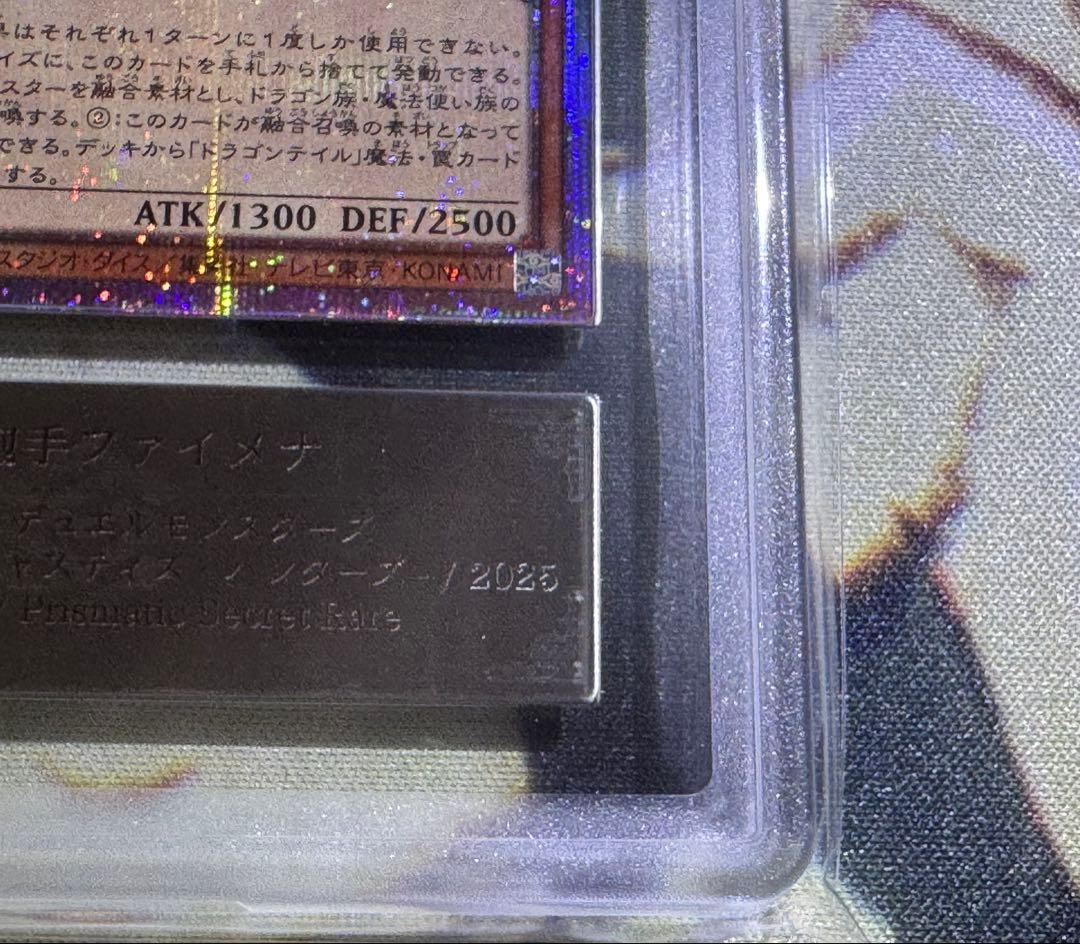 はそれぞれ1ターンに1度しか使用できない。
イズに、このカードを手札から捨てて発動できる。
スターを融合素材とし、ドラゴン族・魔法使い族の
喚する。②:このカードが融合召喚の素材となって
できる。デッキから「ドラゴンテイル」魔法・罠カード
する。
ATK/1300 DEF/2500
スタジオ・ダイス/集英社・テレビ東京・KONAMI
手ファイメナ
デュエルモンスターズ
ャスティス ハンターズ / 2025
Prismatic Secret Rare